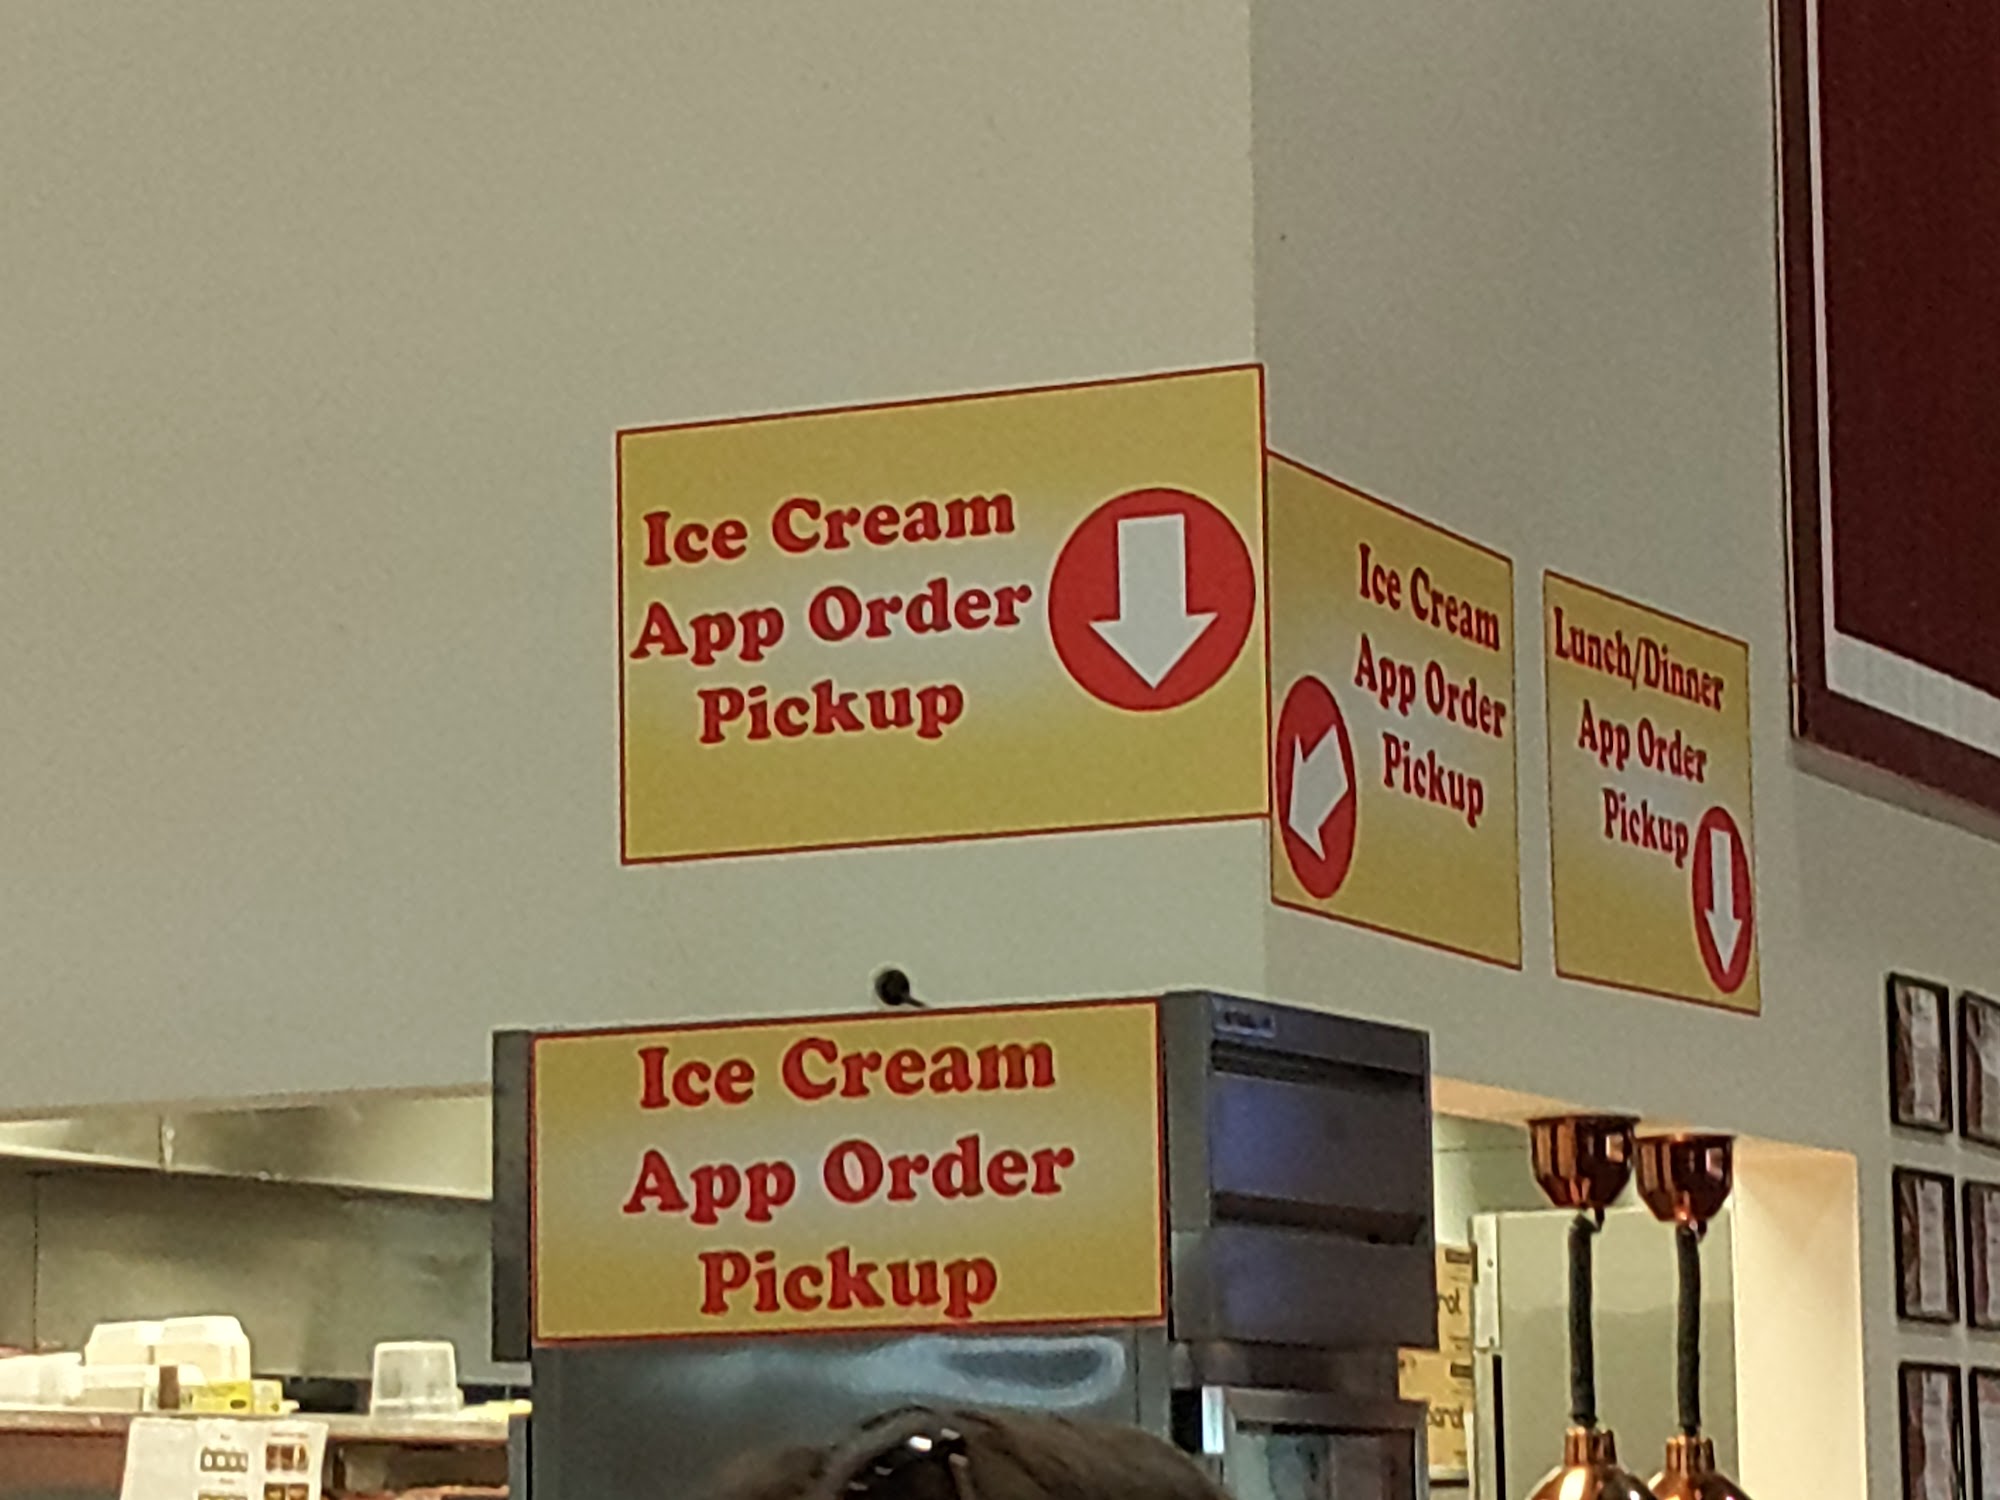 Ice Cream
App Order
Pickup
Ice Cream
App Order
Pickup
Lunch/Dinner
App Order
Pickup
Ice Cream
App Order
Pickup